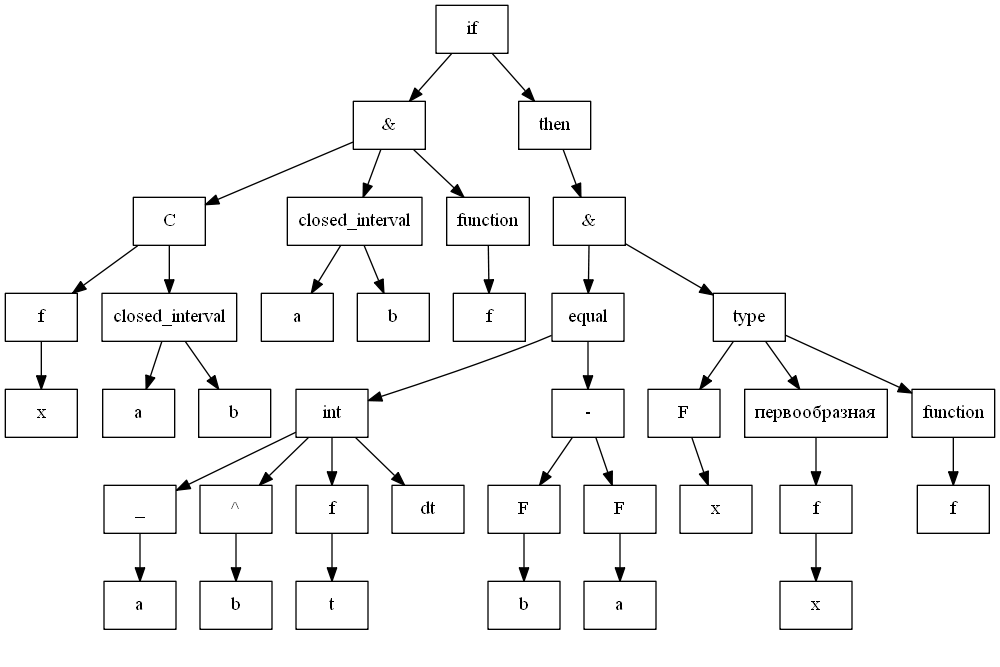 if
& then
C closed_interval function &
f closed_interval a b f equal type
x a b int - F первообразная function
_ ^ f dt F F x f f
a b t b a x